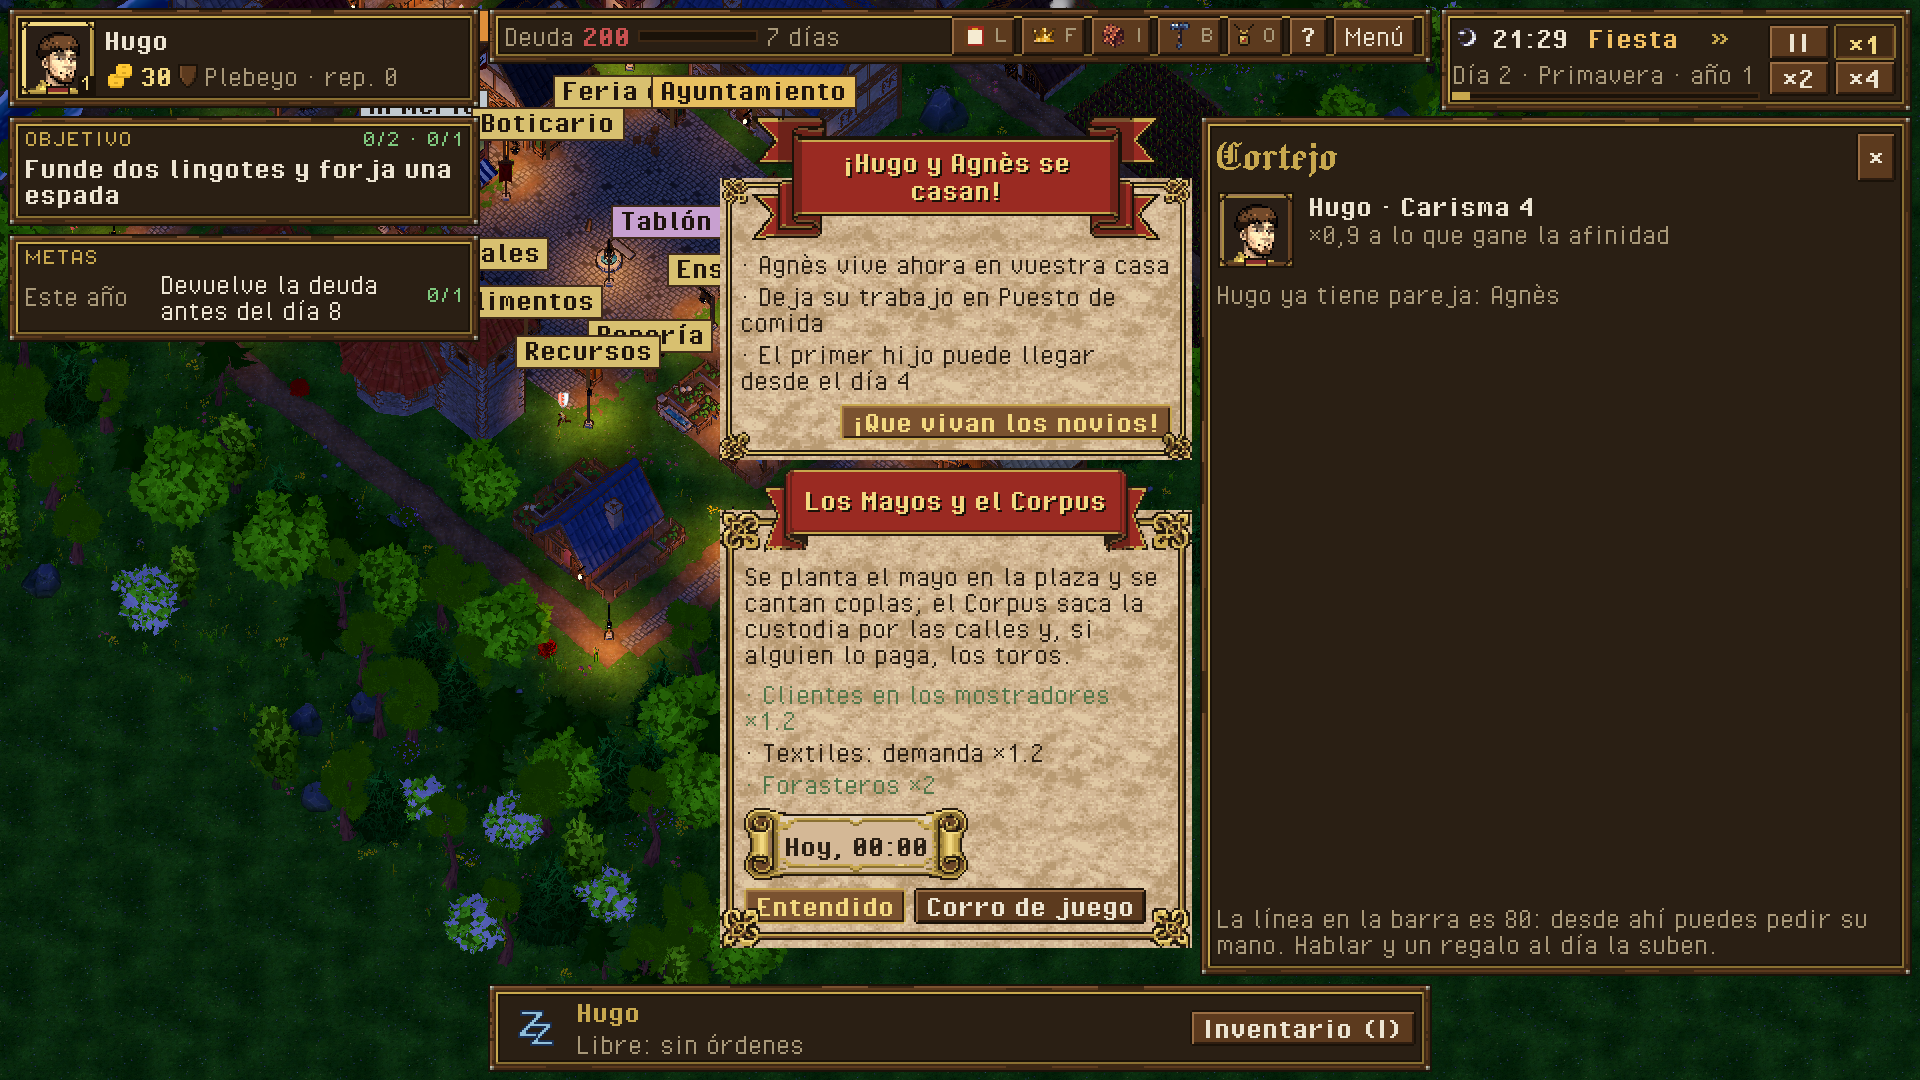 Hugo
1
30 Plebeyo · rep. 0
Deuda 200 7 días
L
F
I
B
O
?
Menú
21:29 Fiesta »
Día 2 · Primavera · año 1
II
×1
×2
×4
OBJETIVO 0/2 · 0/1
Funde dos lingotes y forja una
espada
METAS
Este año
Devuelve la deuda
antes del día 8
0/1
Feria
Ayuntamiento
Boticario
Tablón
ales
Ens
limentos
Recursos
¡Hugo y Agnès se
casan!
· Agnès vive ahora en vuestra casa
· Deja su trabajo en Puesto de
comida
· El primer hijo puede llegar
desde el día 4
¡Que vivan los novios!
Los Mayos y el Corpus
Se planta el mayo en la plaza y se
cantan coplas; el Corpus saca la
custodia por las calles y, si
alguien lo paga, los toros.
· Clientes en los mostradores
×1.2
· Textiles: demanda ×1.2
· Forasteros ×2
Hoy, 00:00
Entendido
Corro de juego
Cortejo
×
Hugo · Carisma 4
×0,9 a lo que gane la afinidad
Hugo ya tiene pareja: Agnès
La línea en la barra es 80: desde ahí puedes pedir su
mano. Hablar y un regalo al día la suben.
Hugo
Libre: sin órdenes
Inventario (I)